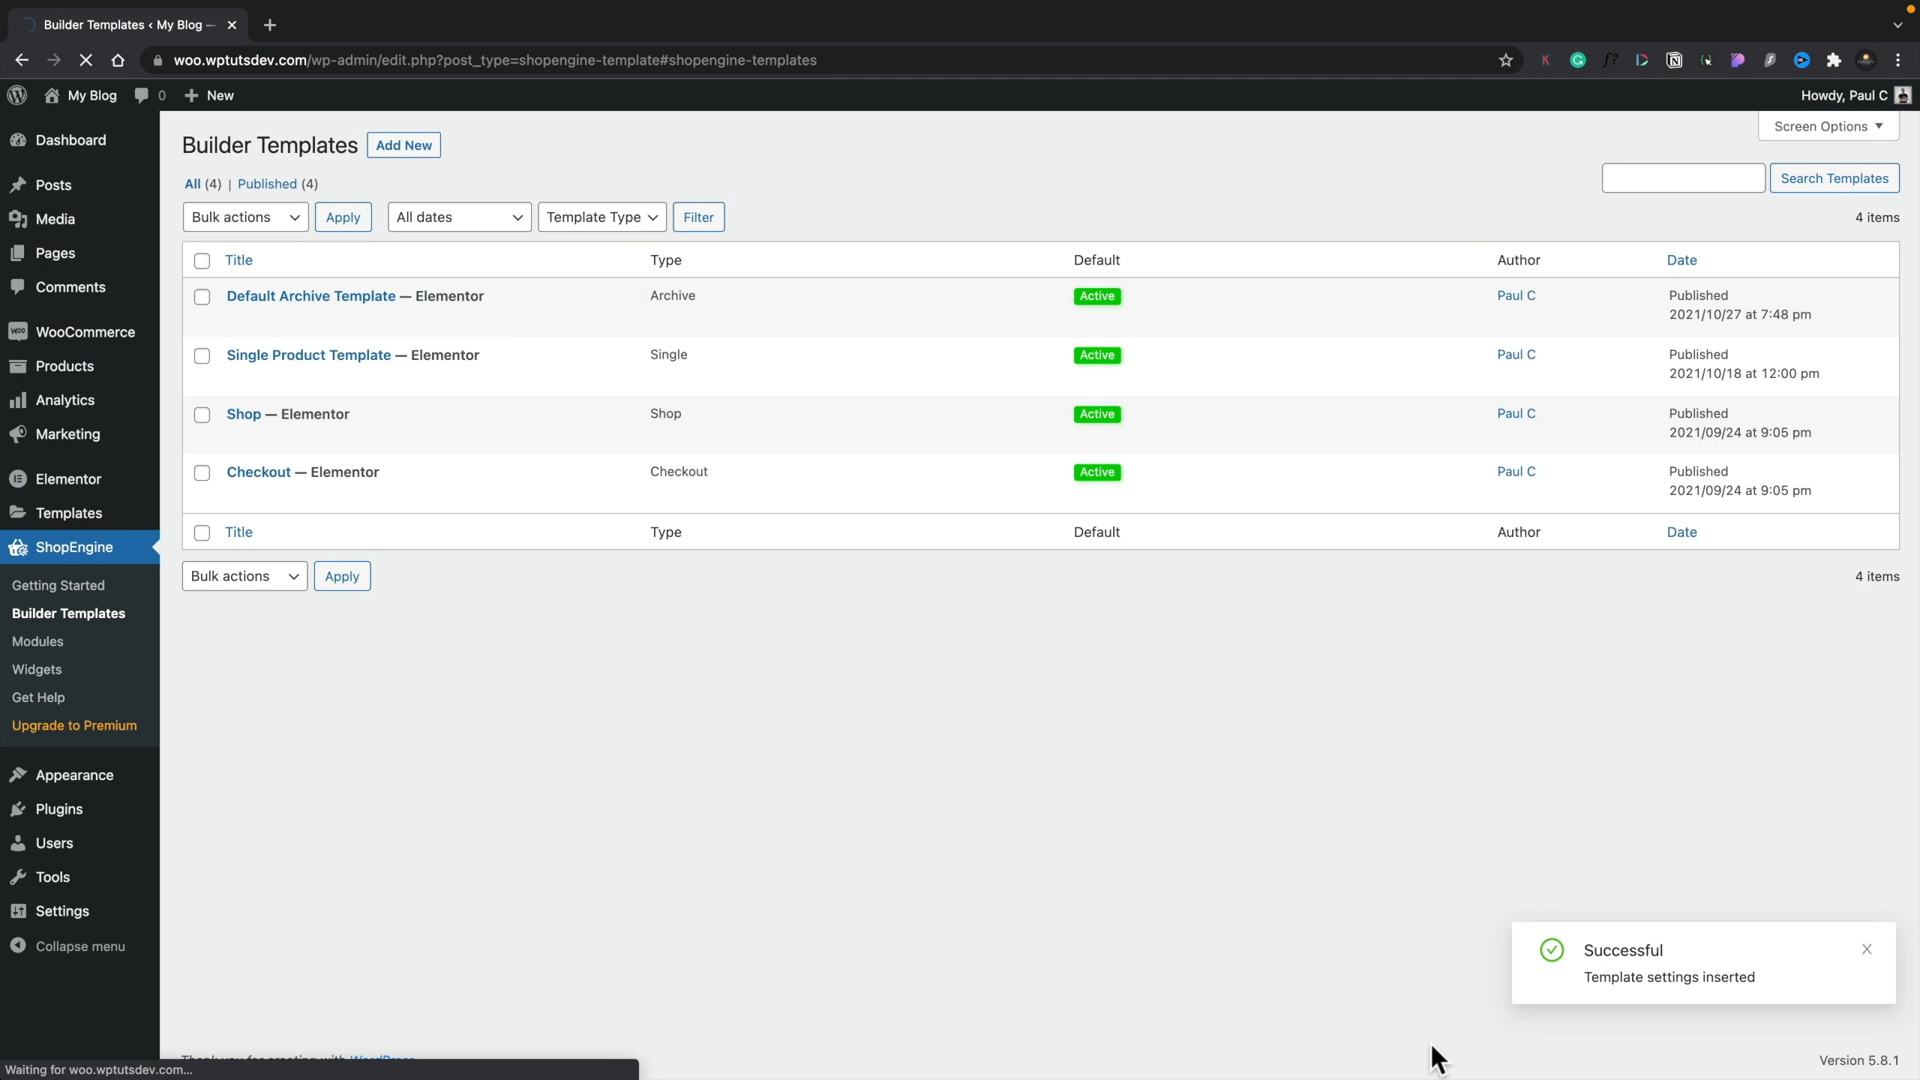 Builder Templates ‹ My Blog —
woo.wptutsdev.com/wp-admin/edit.php?post_type=shopengine-template#shopengine-templates
My Blog 0 New Howdy, Paul C
Screen Options
Dashboard
Posts
Media
Pages
Comments
WooCommerce
Products
Analytics
Marketing
Elementor
Templates
ShopEngine
Getting Started
Builder Templates
Modules
Widgets
Get Help
Upgrade to Premium
Appearance
Plugins
Users
Tools
Settings
Collapse menu
Builder Templates Add New
All (4) | Published (4)
Search Templates
Bulk actions Apply All dates Template Type Filter 4 items
Title Type Default Author Date
Default Archive Template — Elementor Archive Active Paul C Published
2021/10/27 at 7:48 pm
Single Product Template — Elementor Single Active Paul C Published
2021/10/18 at 12:00 pm
Shop — Elementor Shop Active Paul C Published
2021/09/24 at 9:05 pm
Checkout — Elementor Checkout Active Paul C Published
2021/09/24 at 9:05 pm
Title Type Default Author Date
Bulk actions Apply 4 items
Successful
Template settings inserted
Thank you for creating with WordPress
Version 5.8.1
Waiting for woo.wptutsdev.com...